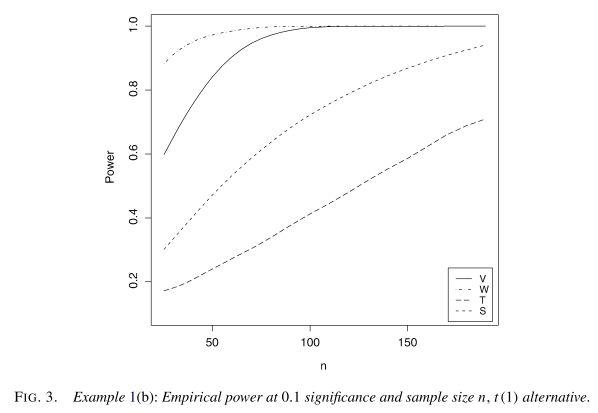 1.0
0.8
0.6
0.4
0.2
Power
50 100 150
n
V
W
T
S
FIG. 3. Example 1(b): Empirical power at 0.1 significance and sample size n, t(1) alternative.